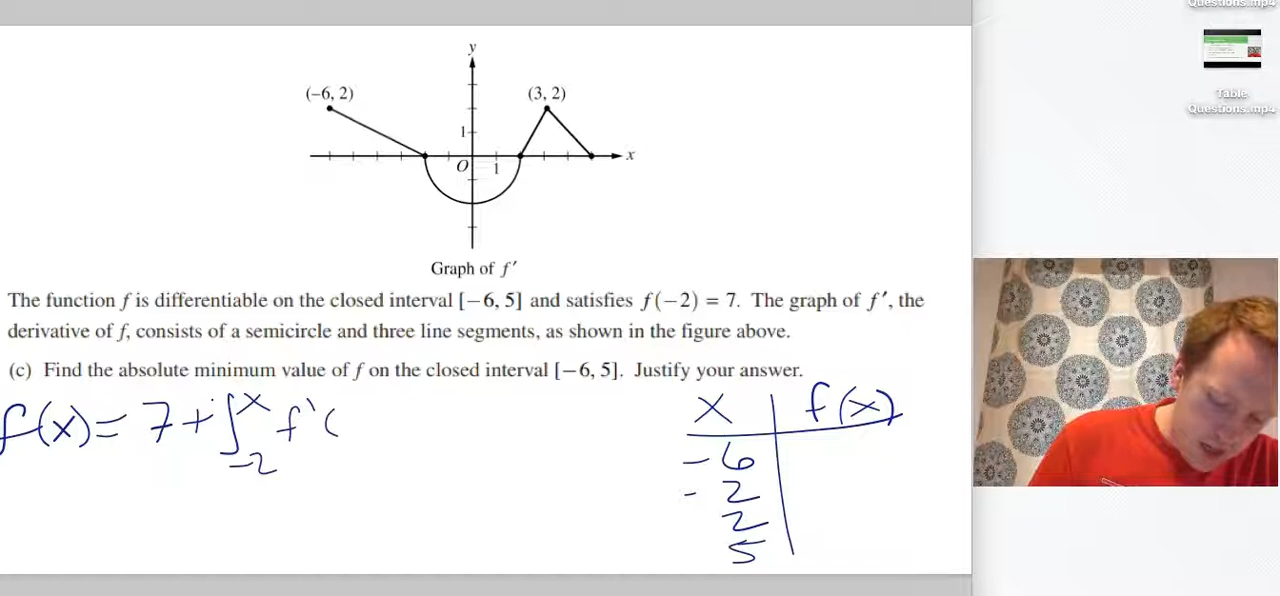 Questions.mp4
Table
Questions.mp4
y
(−6, 2)
(3, 2)
1
O
1
x
Graph of f′
The function f is differentiable on the closed interval [−6, 5] and satisfies f(−2) = 7. The graph of f′, the
derivative of f, consists of a semicircle and three line segments, as shown in the figure above.
(c) Find the absolute minimum value of f on the closed interval [−6, 5]. Justify your answer.
f(x) = 7 + ∫₋₂ˣ f'(
x f(x)
−6
−2
2
5